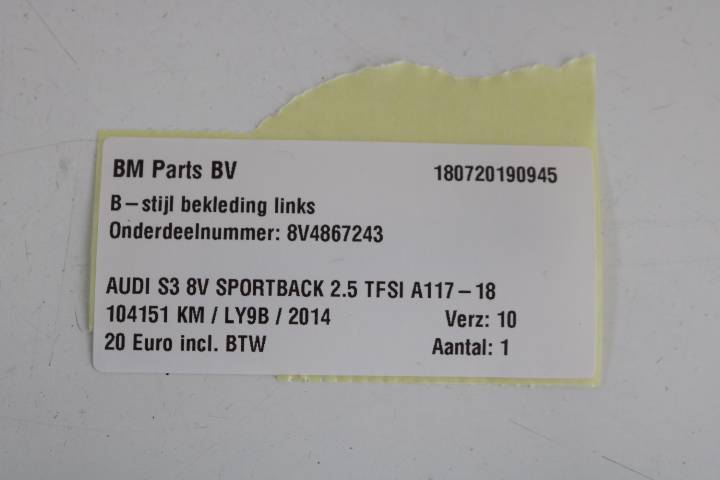 BM Parts BV 180720190945
B-stijl bekleding links
Onderdeelnummer: 8V4867243
AUDI S3 8V SPORTBACK 2.5 TFSI A117-18
104151 KM / LY9B / 2014 Verz: 10
20 Euro incl. BTW Aantal: 1